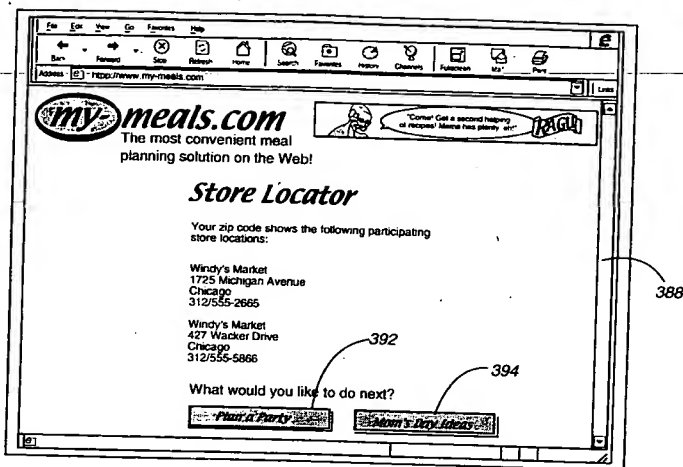 File Edit View Go Favorites Help
Back Forward Stop Refresh Home Search Favorites History Channels Fullscreen Mail Print
Address htpp://www.my-meals.com Links
my-meals.com
The most convenient meal
planning solution on the Web!
"Come! Get a second helping
of recipes! Mama has plenty, eh!"
RAGU
Store Locator
Your zip code shows the following participating
store locations:
Windy's Market
1725 Michigan Avenue
Chicago
312/555-2665
Windy's Market
427 Wacker Drive
Chicago
312/555-5866
388
392
394
What would you like to do next?
Plan a Party Mom's Day Ideas